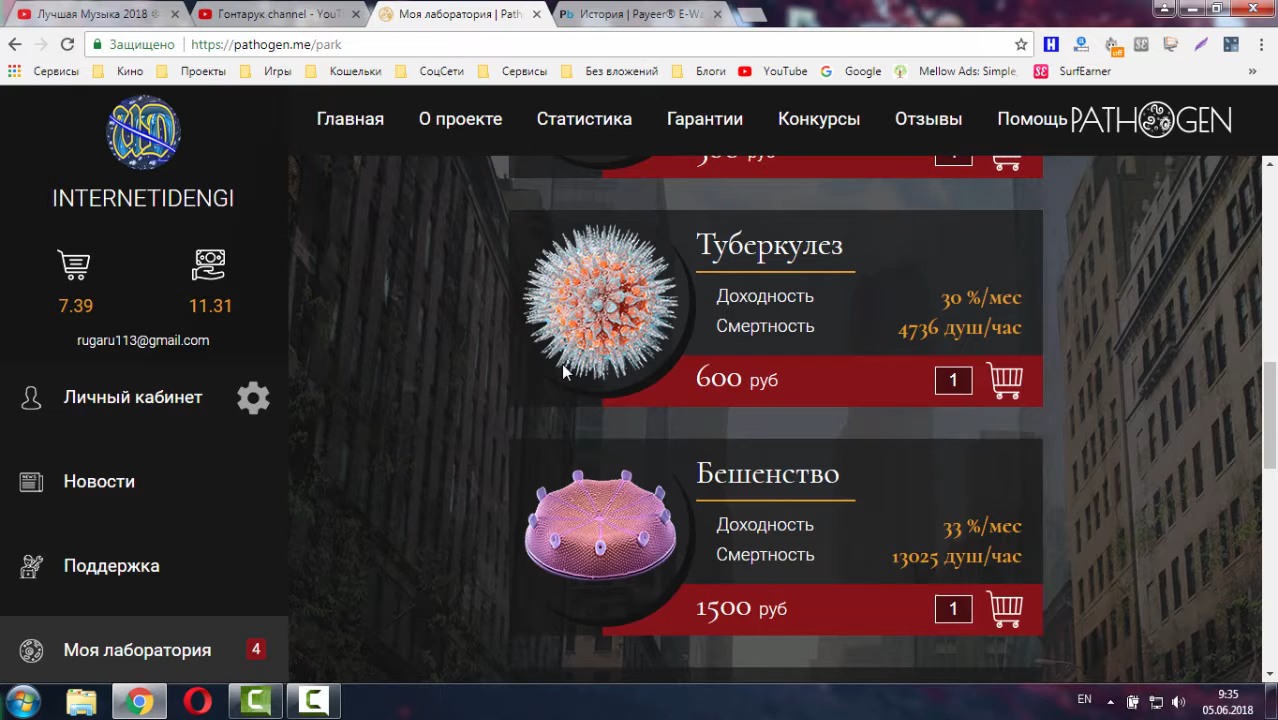 Лучшая Музыка 2018
Гонтарук channel - YouT
Моя лаборатория | Path
История | Payeer® E-Wa
Защищено
https://pathogen.me/park
Сервисы
Кино
Проекты
Игры
Кошельки
СоцСети
Сервисы
Без вложений
Блоги
YouTube
Google
Mellow Ads: Simple,
SurfEarner
Главная
О проекте
Статистика
Гарантии
Конкурсы
Отзывы
Помощь
PATHOGEN
INTERNETIDENGI
7.39
11.31
rugaru113@gmail.com
Личный кабинет
Новости
Поддержка
Моя лаборатория
4
300 руб
1
Туберкулез
Доходность
30 %/мес
Смертность
4736 душ/час
600 руб
1
Бешенство
Доходность
33 %/мес
Смертность
13025 душ/час
1500 руб
1
EN
9:35
05.06.2018